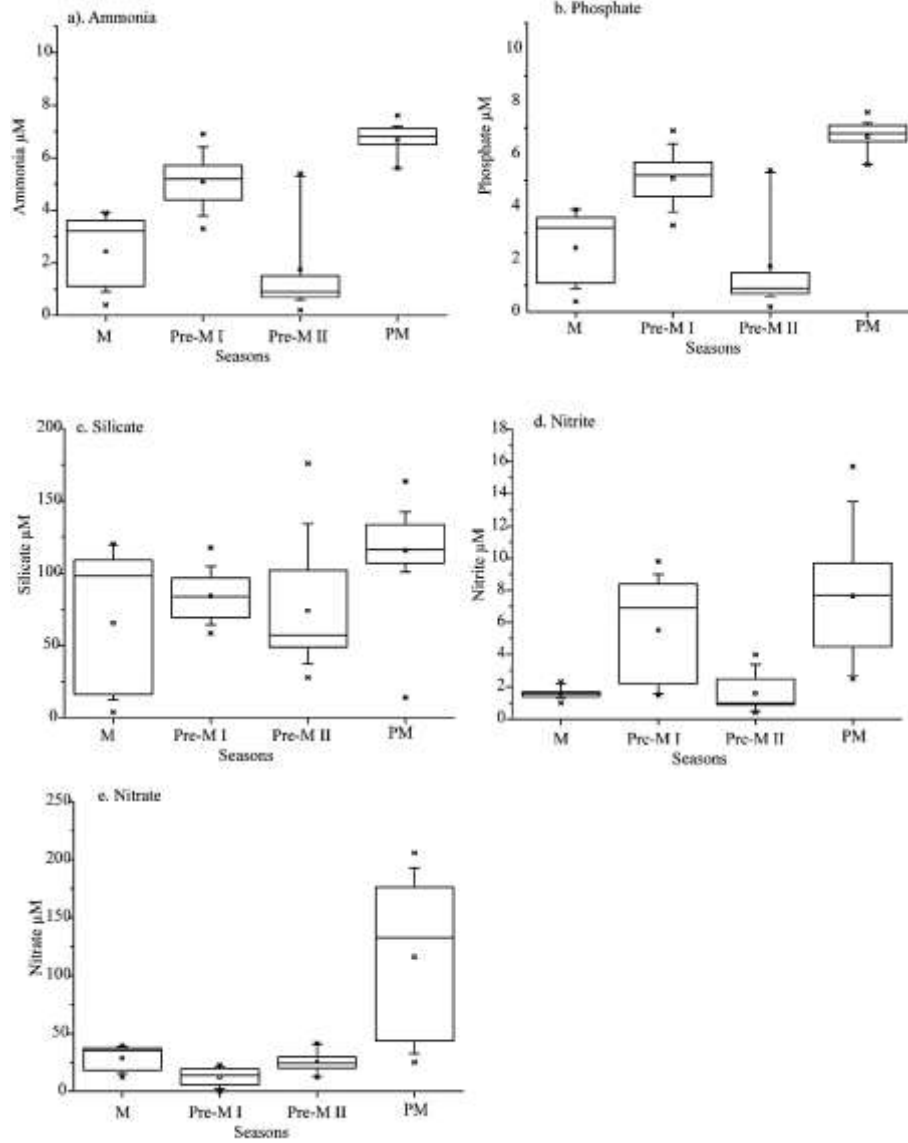 a). Ammonia
10
8
6
4
2
0
Ammonia µM
M Pre-M I Pre-M II PM
Seasons
b. Phosphate
10
8
6
4
2
0
Phosphate µM
M Pre-M I Pre-M II PM
Seasons
c. Silicate
200
150
100
50
0
Silicate µM
M Pre-M I Pre-M II PM
Seasons
d. Nitrite
18
16
14
12
10
8
6
4
2
0
Nitrite µM
M Pre-M I Pre-M II PM
Seasons
e. Nitrate
250
200
150
100
50
0
Nitrate µM
M Pre-M I Pre-M II PM
Seasons